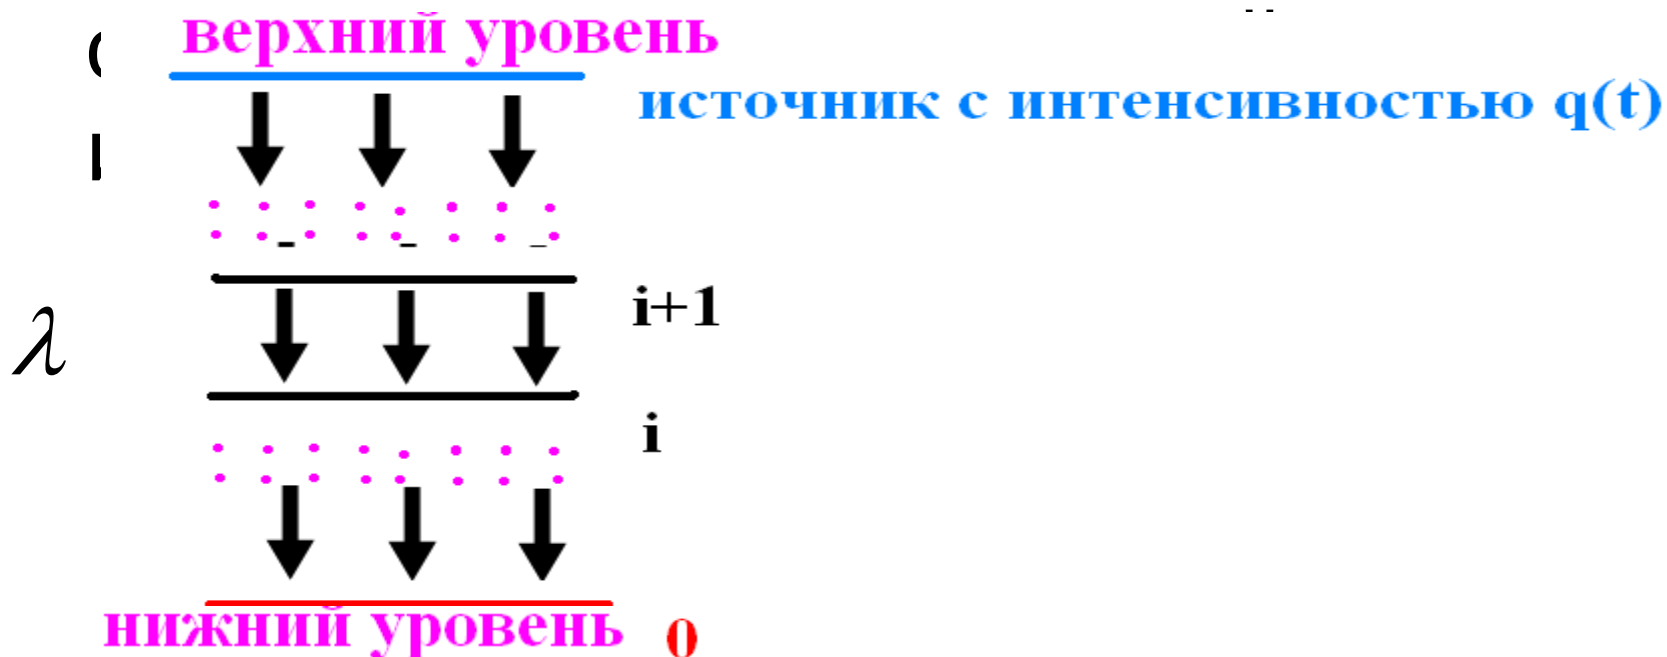 верхний уровень
источник с интенсивностью q(t)
i+1
λ
i
нижний уровень 0